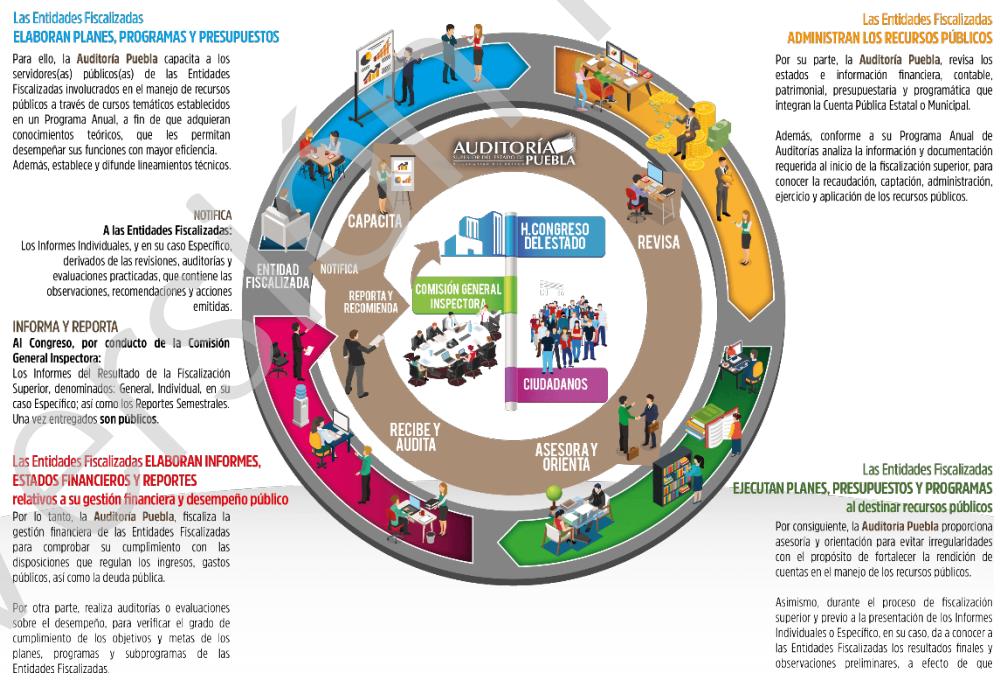 Las Entidades Fiscalizadas
ELABORAN PLANES, PROGRAMAS Y PRESUPUESTOS
Para ello, la Auditoría Puebla capacita a los
servidores(as) públicos(as) de las Entidades
Fiscalizadas involucrados en el manejo de recursos
públicos a través de cursos temáticos establecidos
en un Programa Anual, a fin de que adquieran
conocimientos teóricos, que les permitan
desempeñar sus funciones con mayor eficiencia.
Además, establece y difunde lineamientos técnicos.
NOTIFICA
A las Entidades Fiscalizadas:
Los Informes Individuales, y en su caso Específico,
derivados de las revisiones, auditorías y
evaluaciones practicadas, que contiene las
observaciones, recomendaciones y acciones
emitidas.
INFORMA Y REPORTA
Al Congreso, por conducto de la Comisión
General Inspectora:
Los Informes del Resultado de la Fiscalización
Superior, denominados: General, Individual, en su
caso Específico; así como los Reportes Semestrales.
Una vez entregados son públicos.
Las Entidades Fiscalizadas ELABORAN INFORMES,
ESTADOS FINANCIEROS Y REPORTES
relativos a su gestión financiera y desempeño público
Por lo tanto, la Auditoría Puebla, fiscaliza la
gestión financiera de las Entidades Fiscalizadas
para comprobar su cumplimiento con las
disposiciones que regulan los ingresos, gastos
públicos, así como la deuda pública.
Por otra parte, realiza auditorías o evaluaciones
sobre el desempeño, para verificar el grado de
cumplimiento de los objetivos y metas de los
planes, programas y subprogramas de las
Entidades Fiscalizadas.
AUDITORÍA
SUPERIOR DEL ESTADO DE PUEBLA
CAPACITA
REVISA
ENTIDAD
FISCALIZADA
NOTIFICA
REPORTA Y
RECOMIENDA
H.CONGRESO
DEL ESTADO
COMISIÓN GENERAL
INSPECTORA
CIUDADANOS
RECIBE Y
AUDITA
ASESORA Y
ORIENTA
Las Entidades Fiscalizadas
ADMINISTRAN LOS RECURSOS PÚBLICOS
Por su parte, la Auditoría Puebla, revisa los
estados e información financiera, contable,
patrimonial, presupuestaria y programática que
integran la Cuenta Pública Estatal o Municipal.
Además, conforme a su Programa Anual de
Auditorías analiza la información y documentación
requerida al inicio de la fiscalización superior, para
conocer la recaudación, captación, administración,
ejercicio y aplicación de los recursos públicos.
Las Entidades Fiscalizadas
EJECUTAN PLANES, PRESUPUESTOS Y PROGRAMAS
al destinar recursos públicos
Por consiguiente, la Auditoría Puebla proporciona
asesoría y orientación para evitar irregularidades
con el propósito de fortalecer la rendición de
cuentas en el manejo de los recursos públicos.
Asimismo, durante el proceso de fiscalización
superior y previo a la presentación de los Informes
Individuales o Específico, en su caso, da a conocer a
las Entidades Fiscalizadas los resultados finales y
observaciones preliminares, a efecto de que